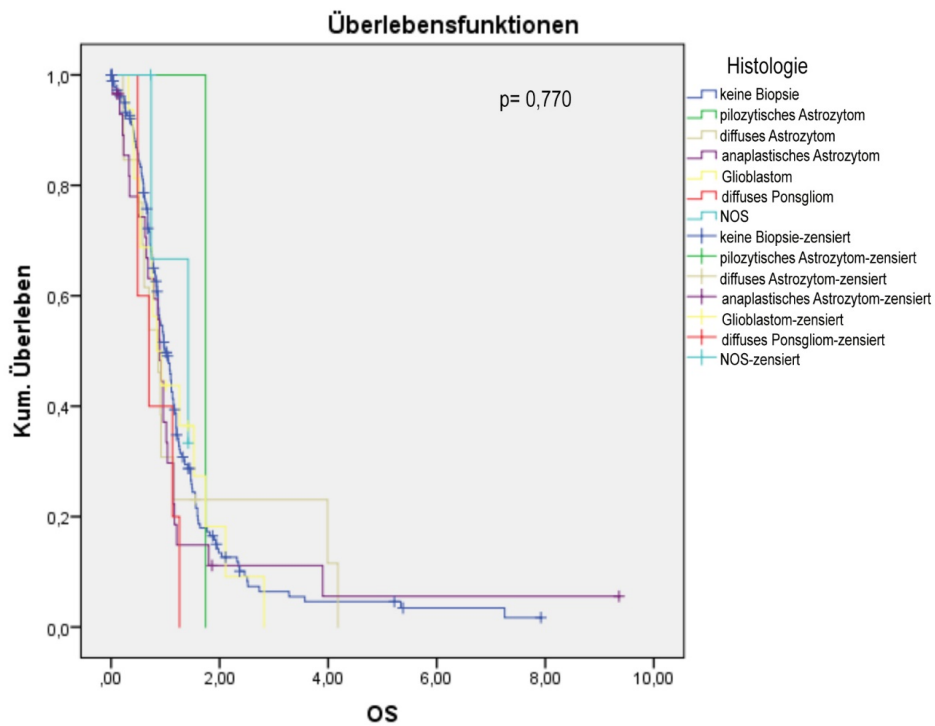 Überlebensfunktionen
Histologie
keine Biopsie
pilozytisches Astrozytom
diffuses Astrozytom
anaplastisches Astrozytom
Glioblastom
diffuses Ponsgliom
NOS
keine Biopsie-zensiert
pilozytisches Astrozytom-zensiert
diffuses Astrozytom-zensiert
anaplastisches Astrozytom-zensiert
Glioblastom-zensiert
diffuses Ponsgliom-zensiert
NOS-zensiert
p= 0,770
Kum. Überleben
1,0
0,8
0,6
0,4
0,2
0,0
,00 2,00 4,00 6,00 8,00 10,00
OS